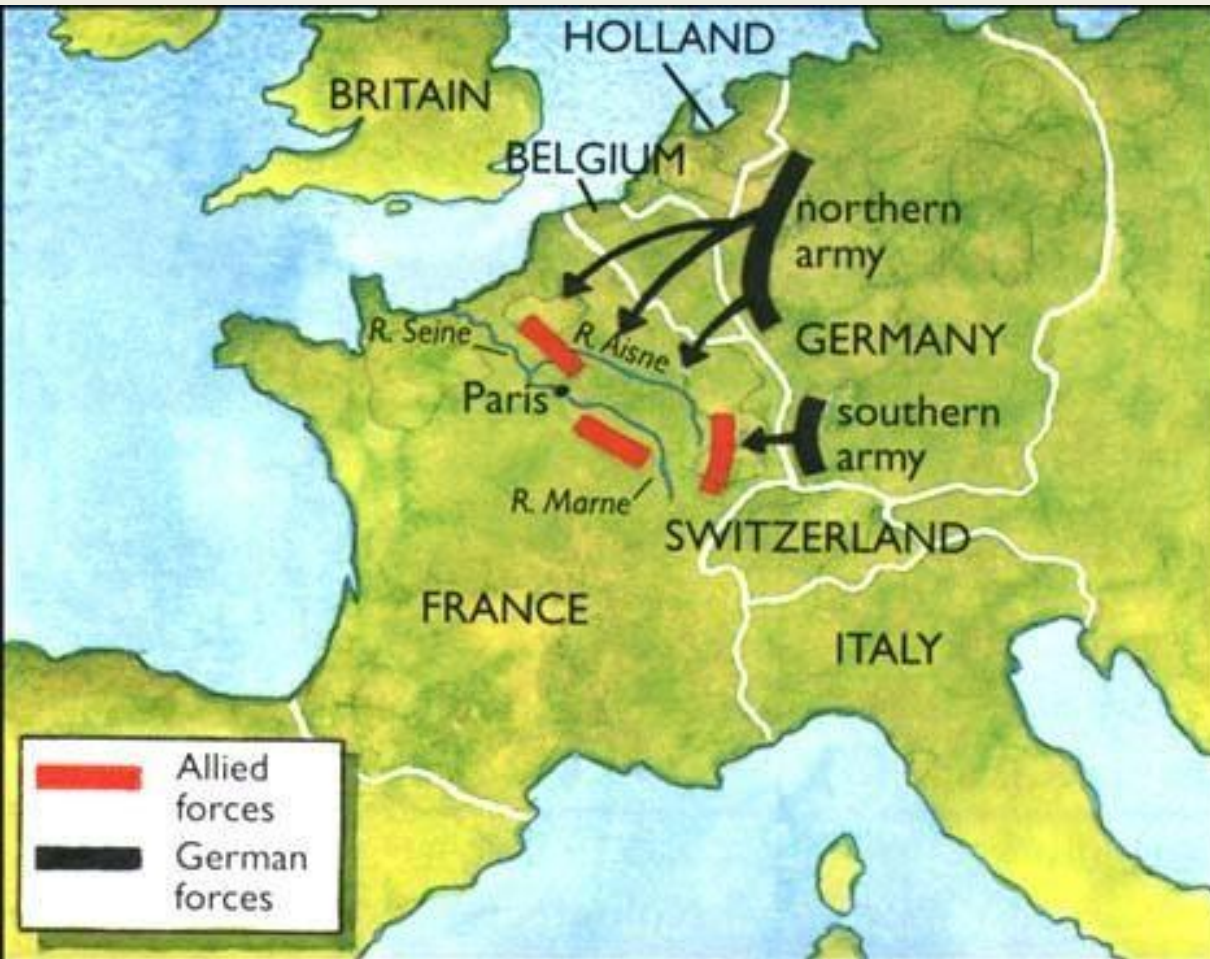 HOLLAND
BRITAIN
BELGIUM
northern
army
R. Seine
R. Aisne
GERMANY
Paris
southern
army
R. Marne
SWITZERLAND
FRANCE
ITALY
Allied
forces
German
forces